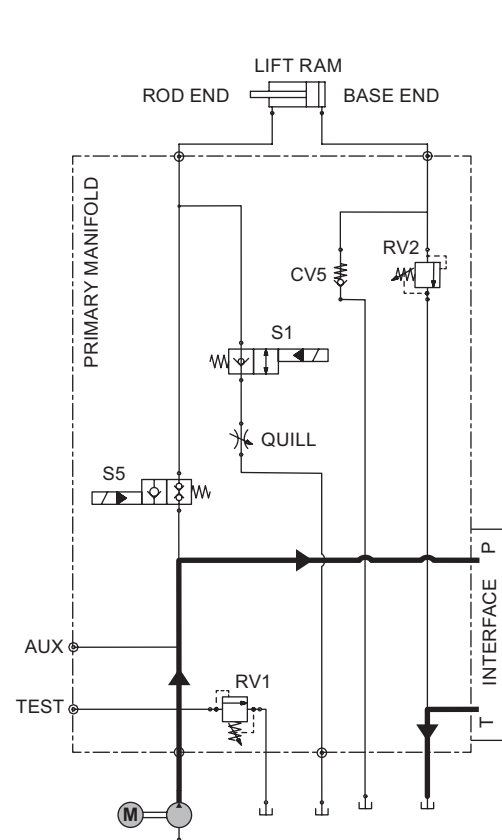 LIFT RAM
ROD END
BASE END
PRIMARY MANIFOLD
RV2
CV5
S1
QUILL
S5
P
INTERFACE
AUX
TEST
RV1
T
M